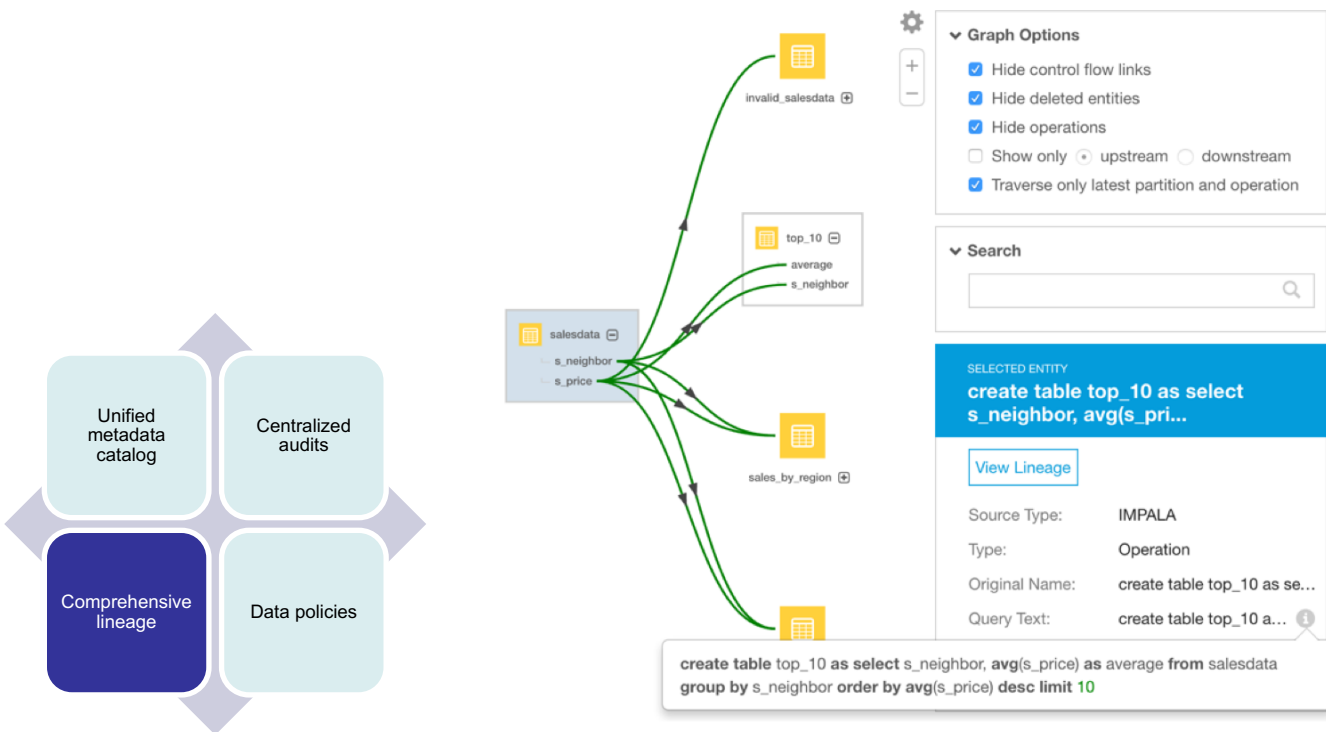 Unified
metadata
catalog
Centralized
audits
Comprehensive
lineage
Data policies
invalid_salesdata
top_10
average
s_neighbor
salesdata
s_neighbor
s_price
sales_by_region
Graph Options
Hide control flow links
Hide deleted entities
Hide operations
Show only upstream downstream
Traverse only latest partition and operation
Search
SELECTED ENTITY
create table top_10 as select
s_neighbor, avg(s_pri...
View Lineage
Source Type: IMPALA
Type: Operation
Original Name: create table top_10 as se...
Query Text: create table top_10 a...
create table top_10 as select s_neighbor, avg(s_price) as average from salesdata
group by s_neighbor order by avg(s_price) desc limit 10